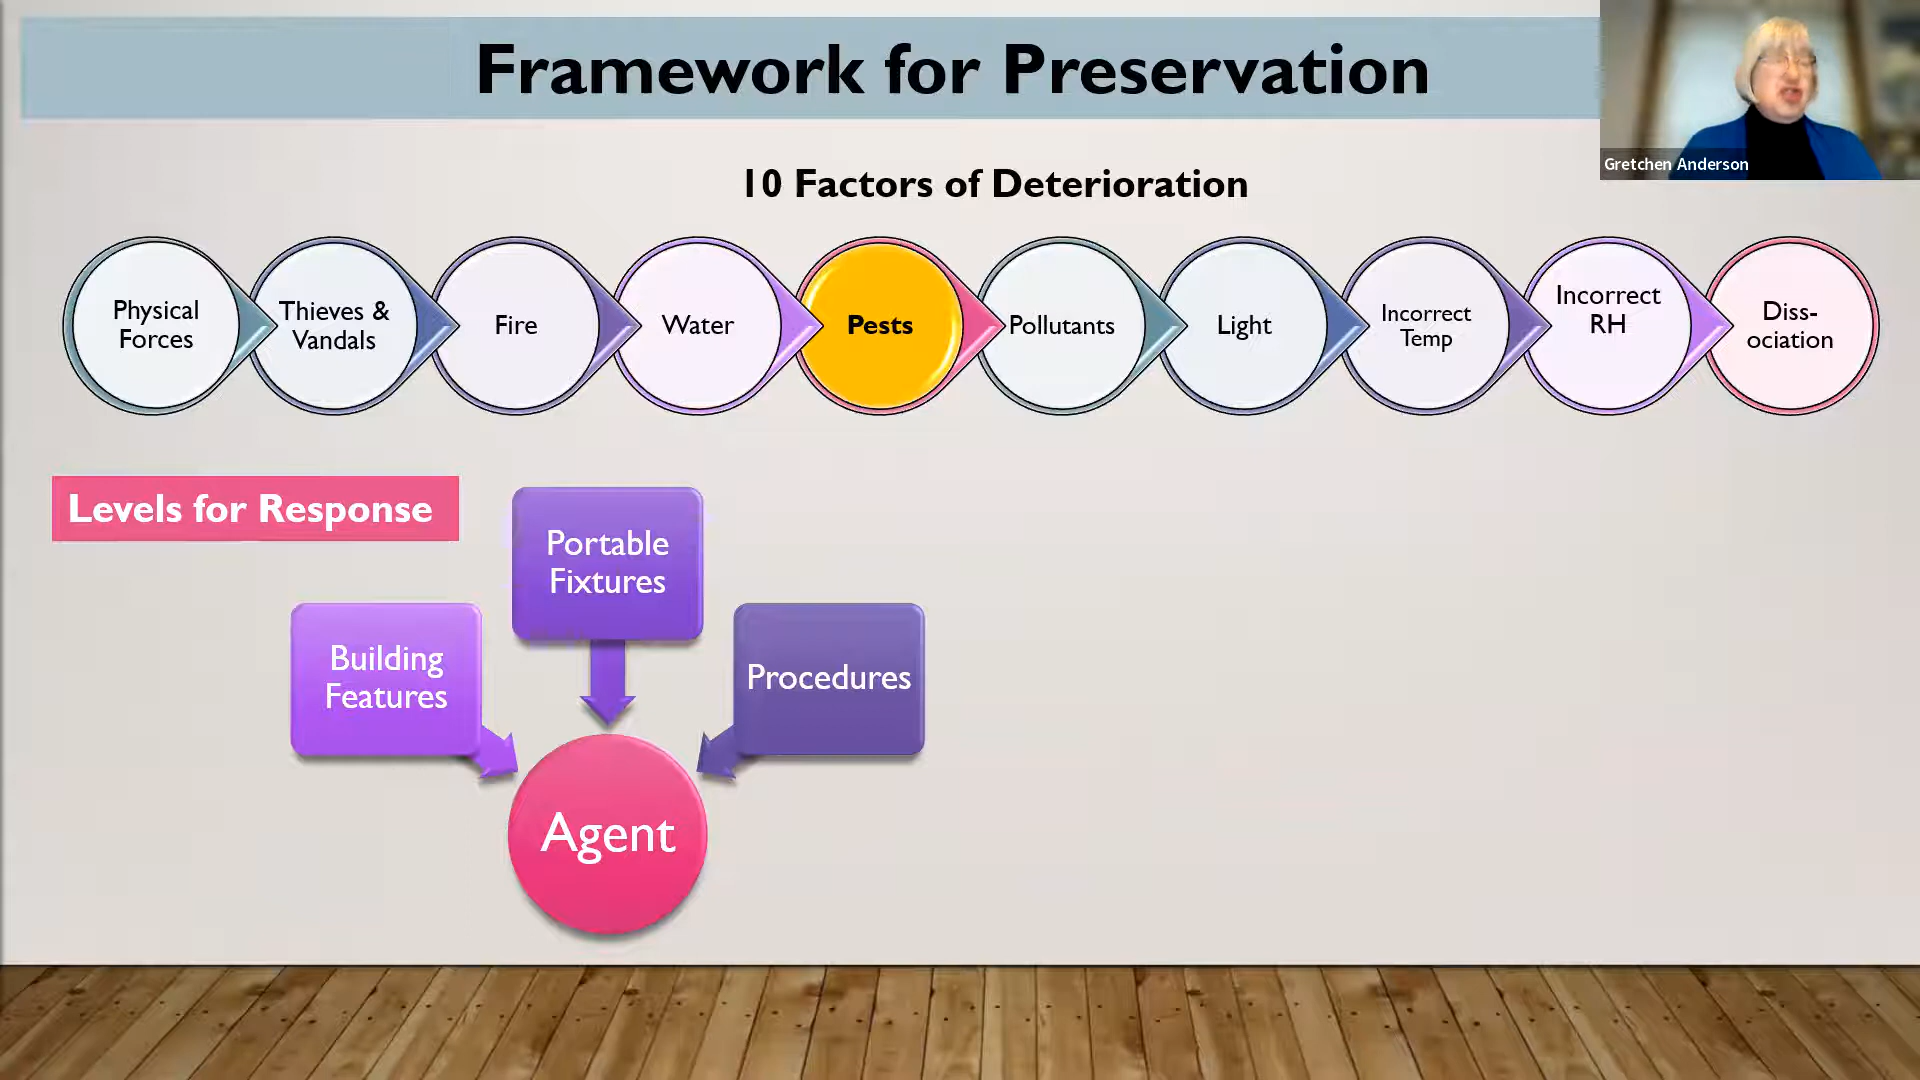 Framework for Preservation
Gretchen Anderson
10 Factors of Deterioration
Physical
Forces
Thieves &
Vandals
Fire
Water
Pests
Pollutants
Light
Incorrect
Temp
Incorrect
RH
Diss-
ociation
Levels for Response
Portable
Fixtures
Building
Features
Procedures
Agent